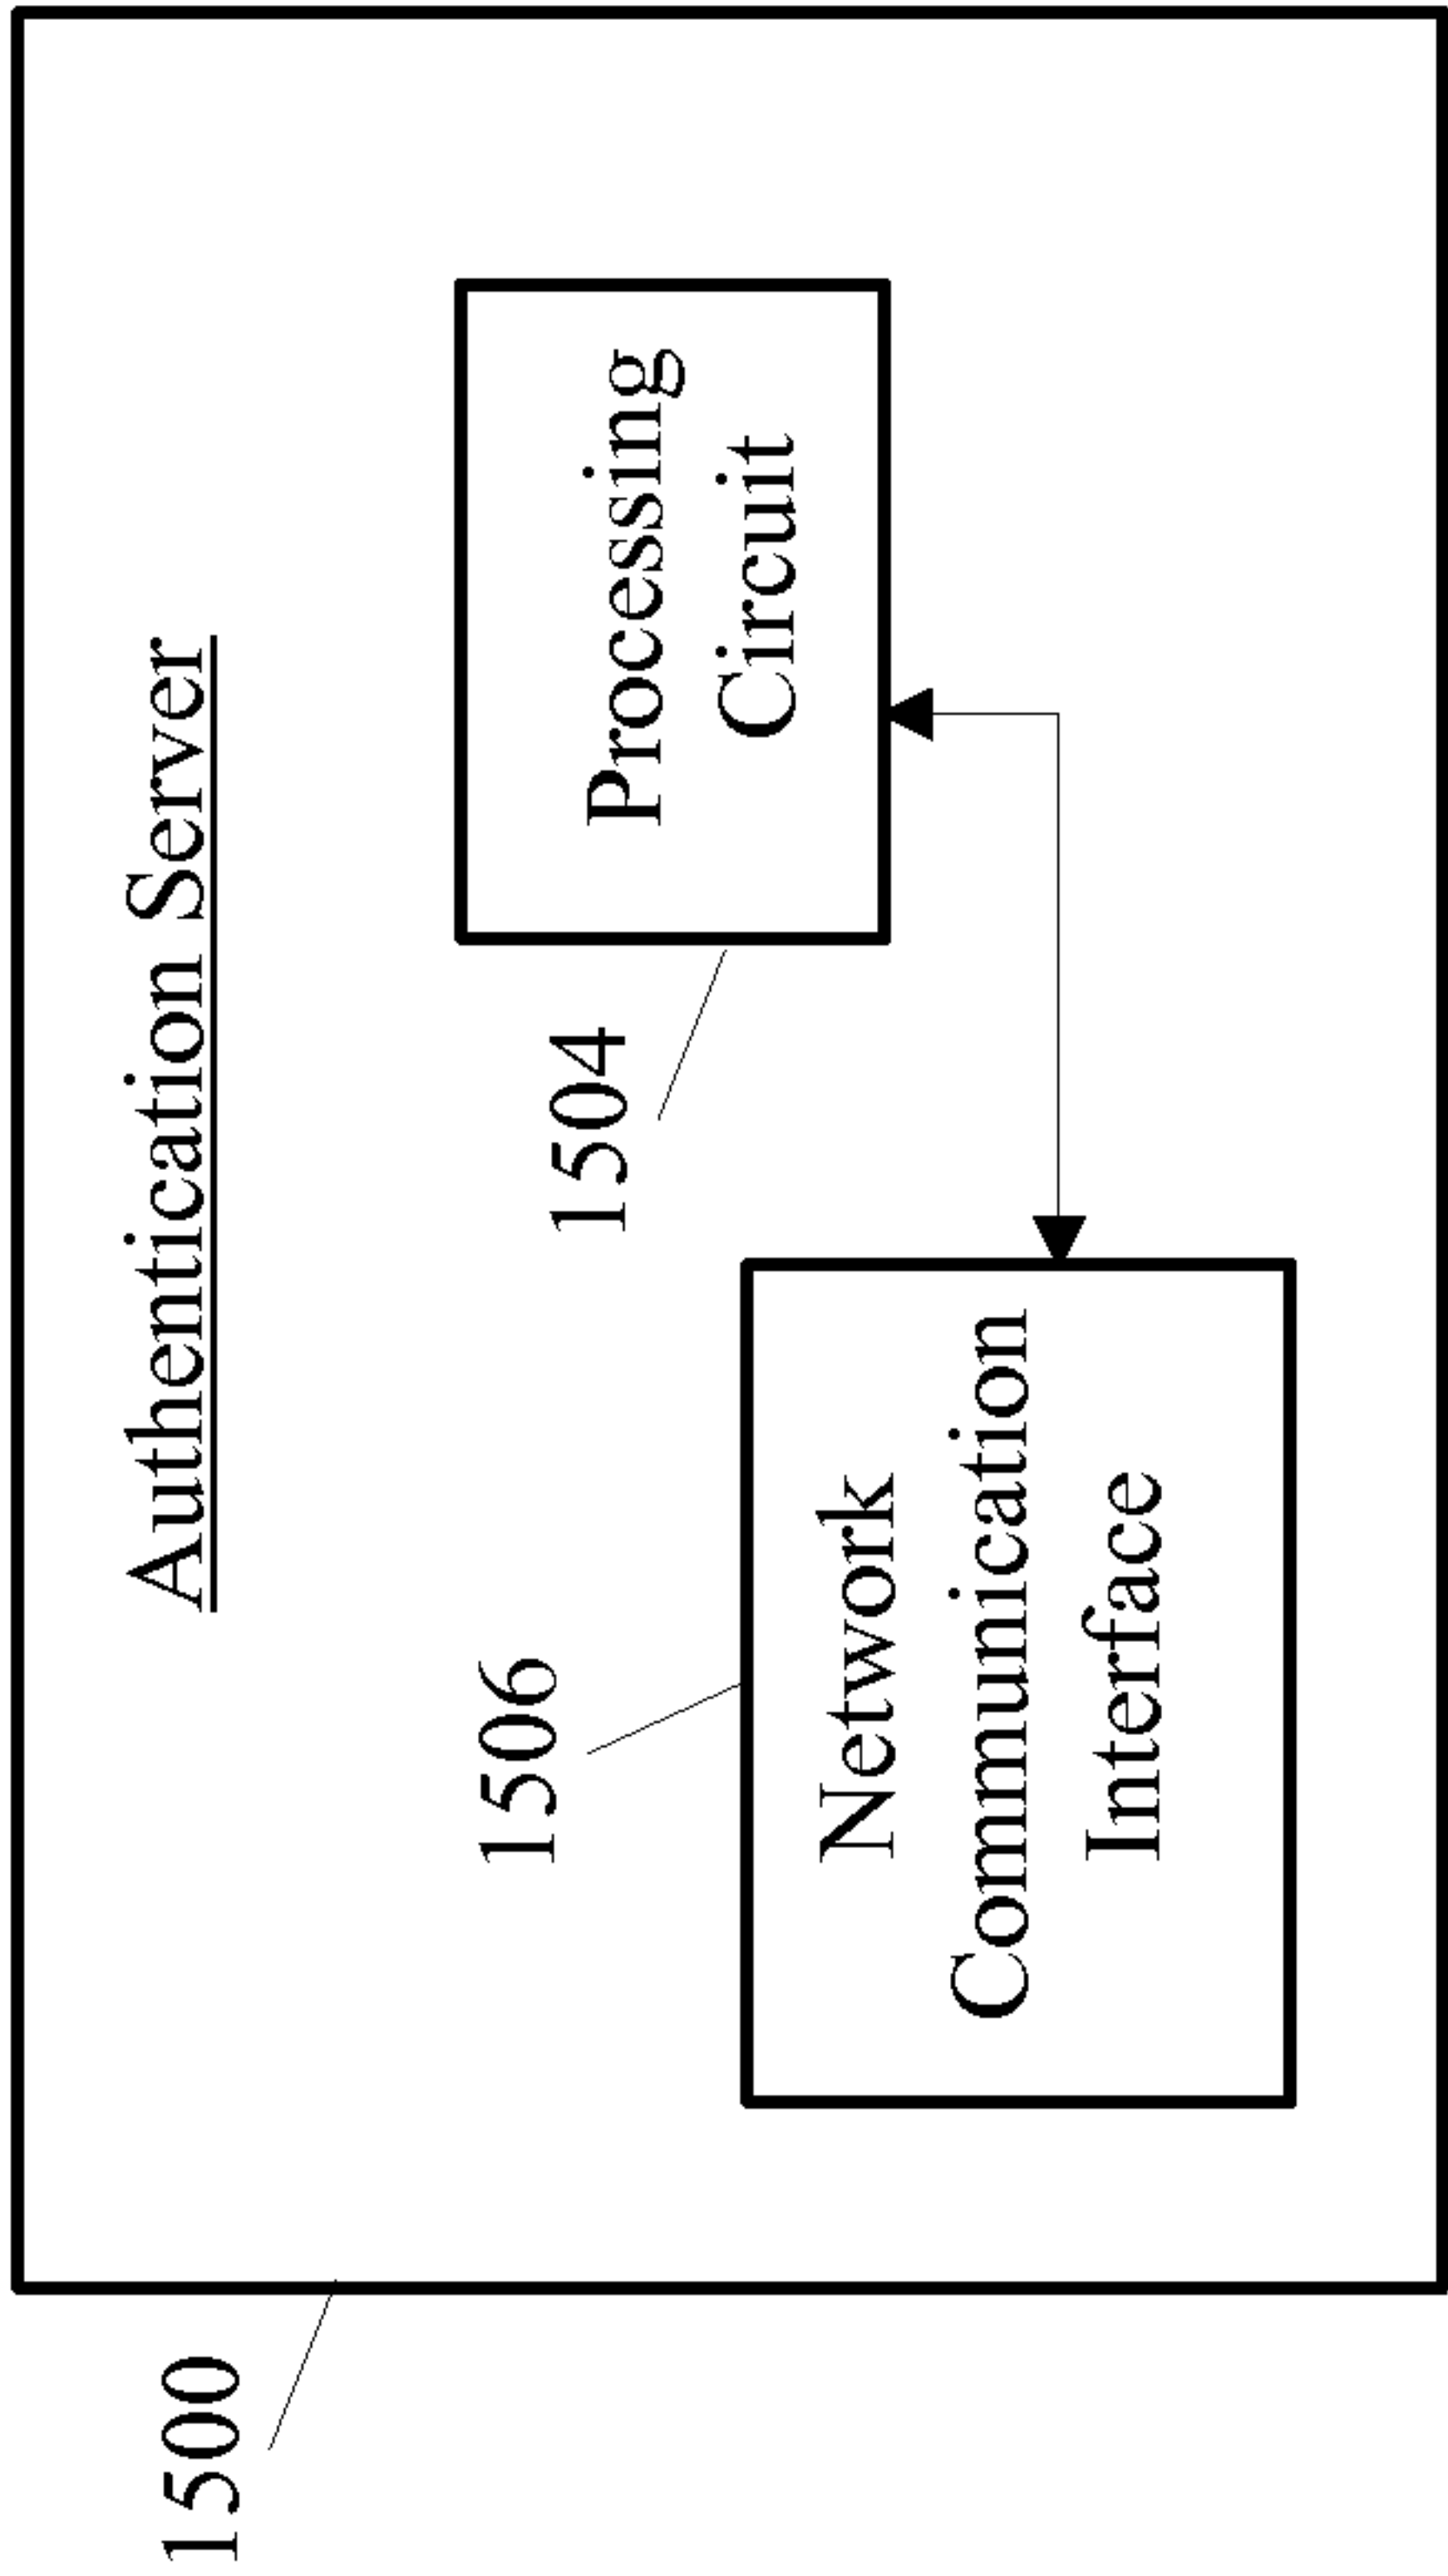 1500
Authentication Server
1506
Network
Communication
Interface
1504
Processing
Circuit